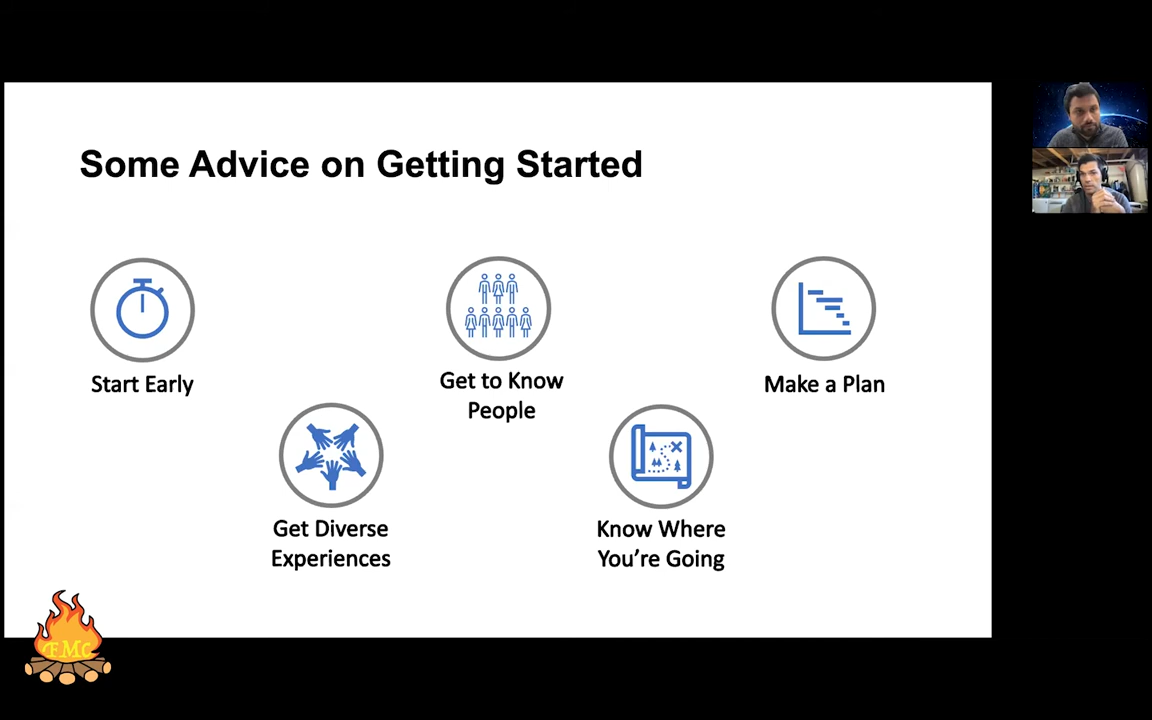 Some Advice on Getting Started
Start Early
Get to Know
People
Make a Plan
Get Diverse
Experiences
Know Where
You're Going
FMC